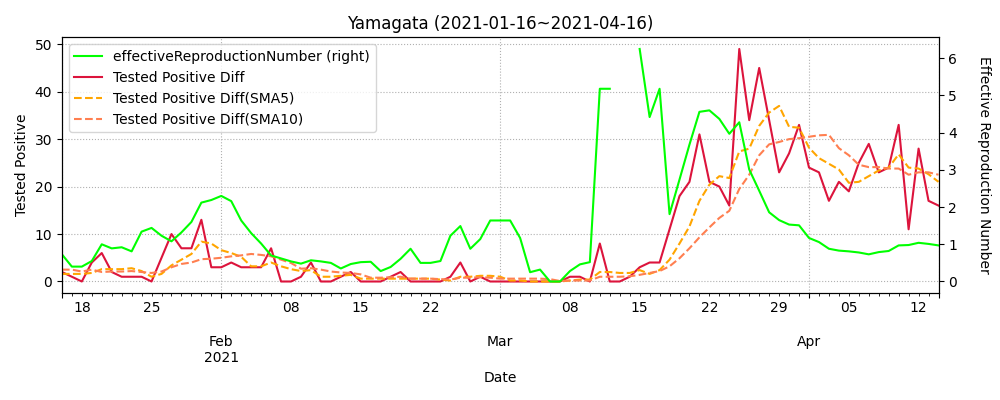 Yamagata (2021-01-16~2021-04-16)
effectiveReproductionNumber (right)
Tested Positive Diff
Tested Positive Diff(SMA5)
Tested Positive Diff(SMA10)
Tested Positive
50
40
30
20
10
0
6
5
4
3
2
1
0
Effective Reproduction Number
18 25 08 15 22 08 15 22 29 05 12
Feb Mar Apr
2021
Date